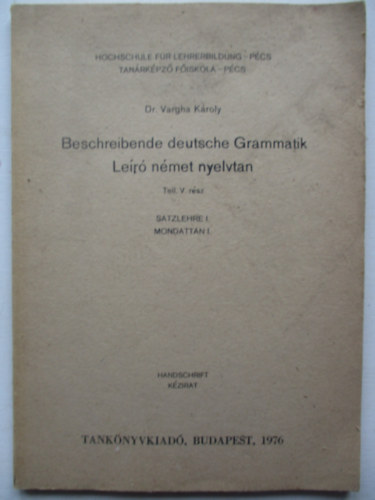 HOCHSCHULE FÜR LEHRERBILDUNG - PÉCS
TANÁRKÉPZŐ FŐISKOLA - PÉCS
Dr. Vargha Károly
Beschreibende deutsche Grammatik
Leíró német nyelvtan
Teil. V. rész
SATZLEHRE I.
MONDATTAN I.
HANDSCHRIFT
KÉZIRAT
TANKÖNYVKIADÓ, BUDAPEST, 1976